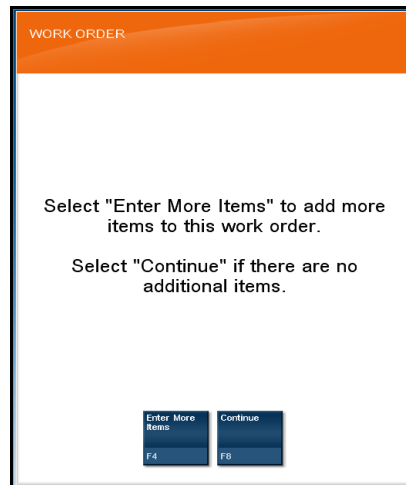 WORK ORDER
Select "Enter More Items" to add more
items to this work order.
Select "Continue" if there are no
additional items.
Enter More
Items
F4
Continue
F8